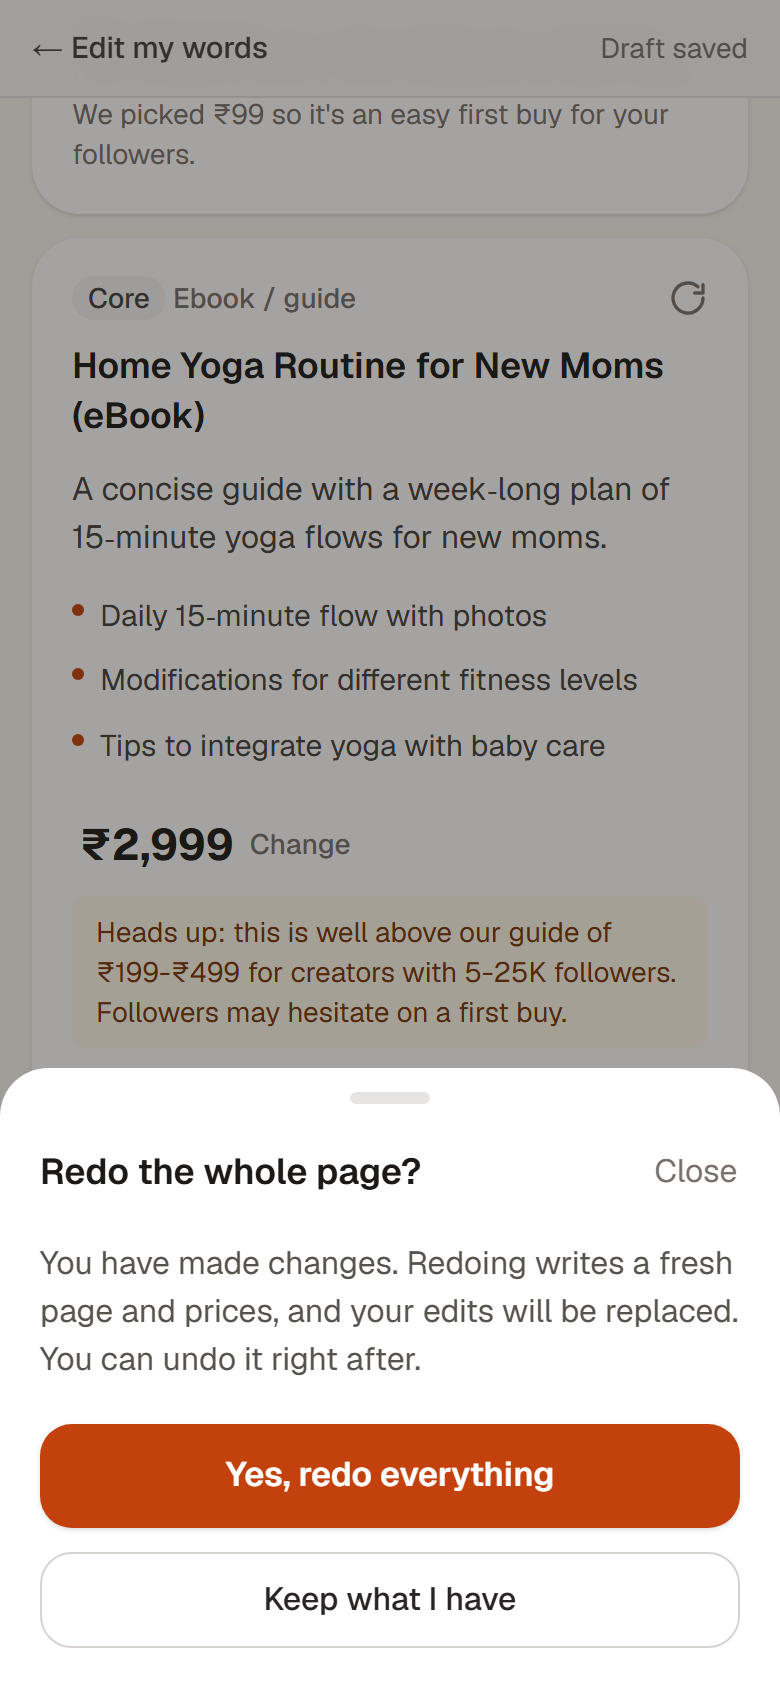 ← Edit my words
Draft saved
We picked ₹99 so it's an easy first buy for your
followers.
Core Ebook / guide
Home Yoga Routine for New Moms
(eBook)
A concise guide with a week-long plan of
15-minute yoga flows for new moms.
• Daily 15-minute flow with photos
• Modifications for different fitness levels
• Tips to integrate yoga with baby care
₹2,999 Change
Heads up: this is well above our guide of
₹199-₹499 for creators with 5-25K followers.
Followers may hesitate on a first buy.
Redo the whole page?
Close
You have made changes. Redoing writes a fresh
page and prices, and your edits will be replaced.
You can undo it right after.
Yes, redo everything
Keep what I have